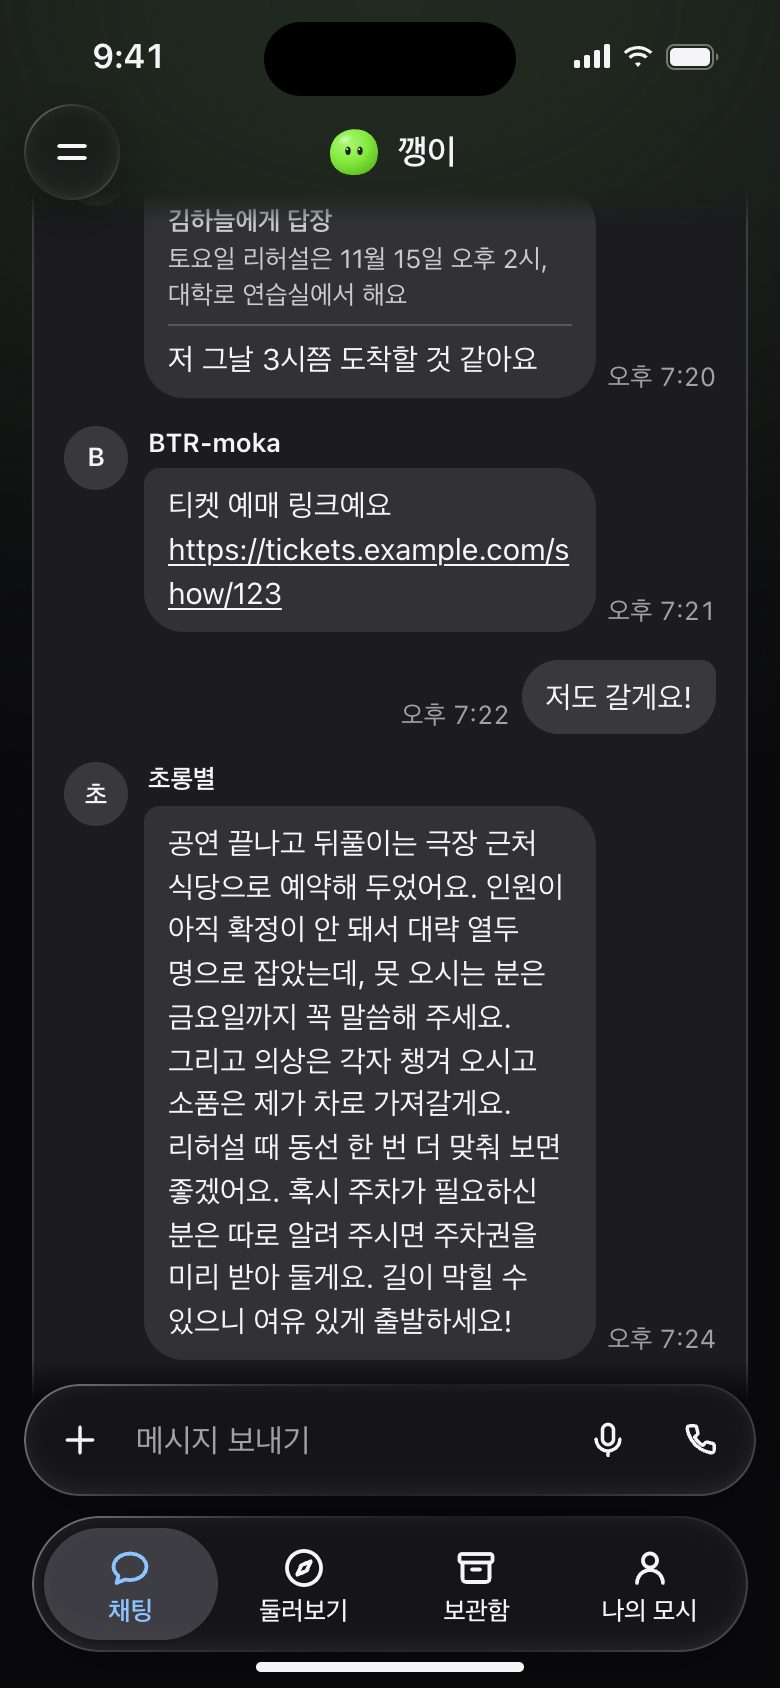 9:41
깽이
김하늘에게 답장
토요일 리허설은 11월 15일 오후 2시,
대학로 연습실에서 해요
저 그날 3시쯤 도착할 것 같아요
오후 7:20
B
BTR-moka
티켓 예매 링크예요
https://tickets.example.com/s
how/123
오후 7:21
저도 갈게요!
오후 7:22
초
초롱별
공연 끝나고 뒤풀이는 극장 근처
식당으로 예약해 두었어요. 인원이
아직 확정이 안 돼서 대략 열두
명으로 잡았는데, 못 오시는 분은
금요일까지 꼭 말씀해 주세요.
그리고 의상은 각자 챙겨 오시고
소품은 제가 차로 가져갈게요.
리허설 때 동선 한 번 더 맞춰 보면
좋겠어요. 혹시 주차가 필요하신
분은 따로 알려 주시면 주차권을
미리 받아 둘게요. 길이 막힐 수
있으니 여유 있게 출발하세요!
오후 7:24
메시지 보내기
채팅
둘러보기
보관함
나의 모시